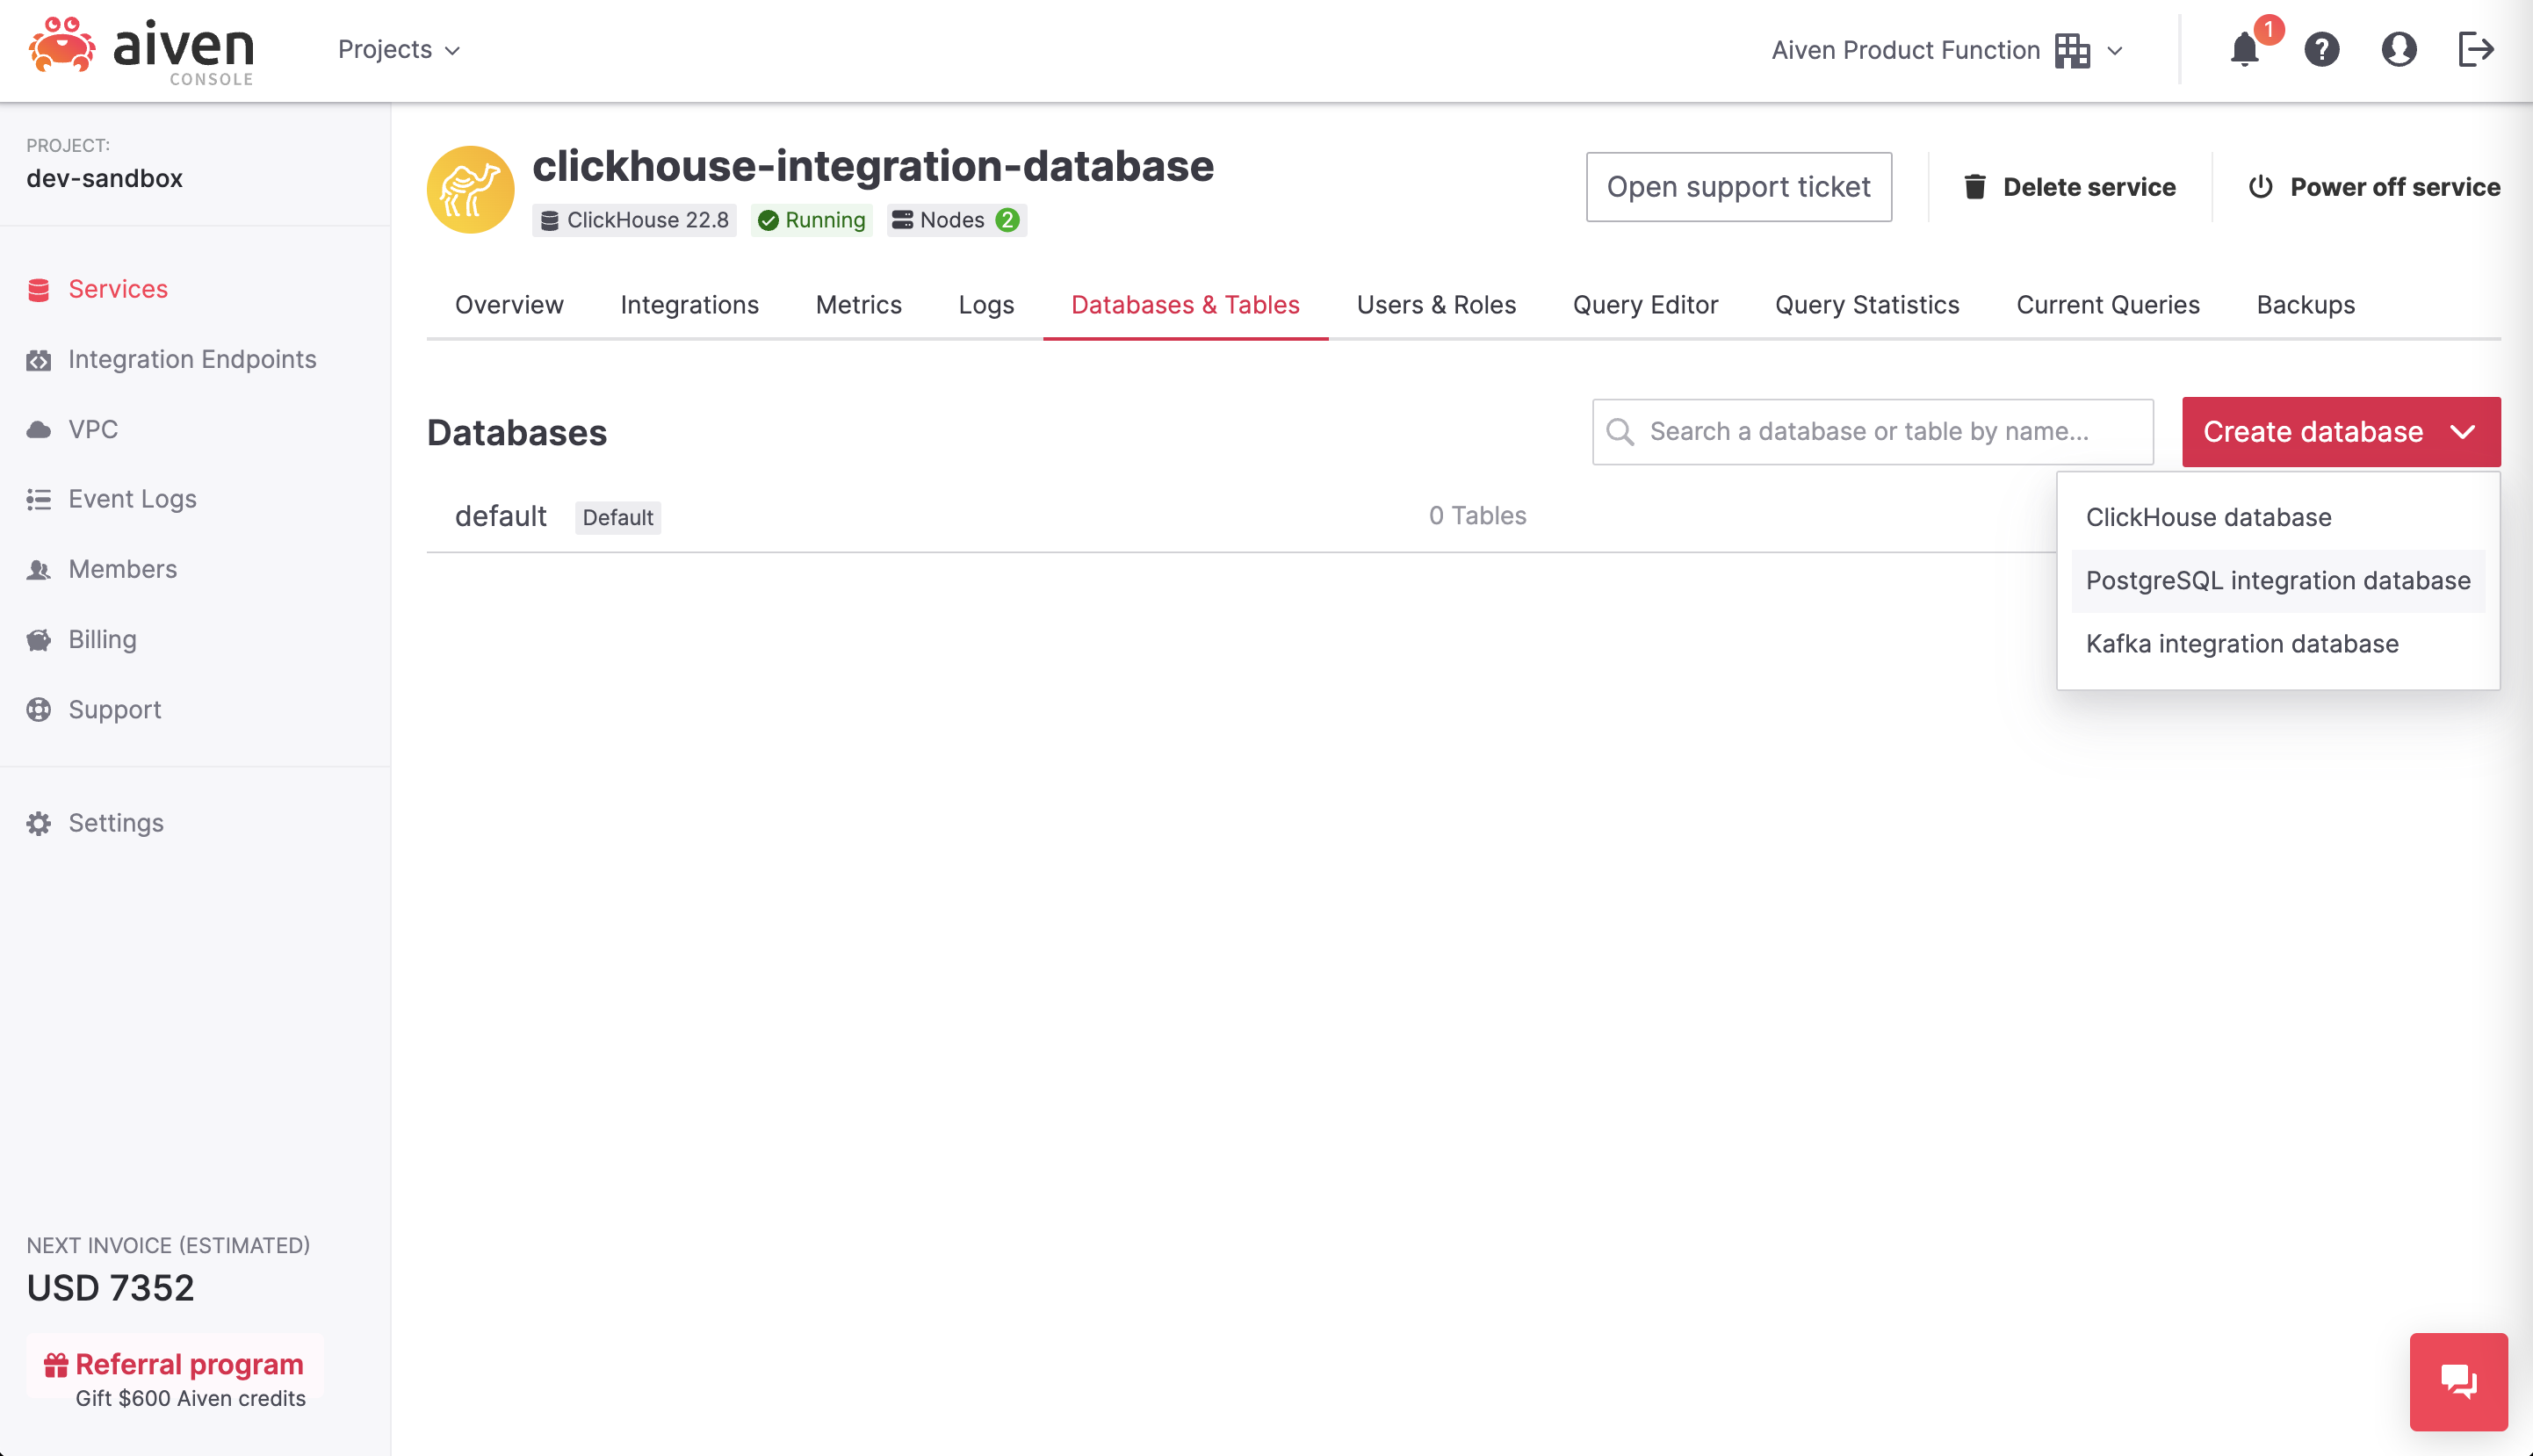 aiven
CONSOLE
Projects
Aiven Product Function
1
PROJECT:
dev-sandbox
Services
Integration Endpoints
VPC
Event Logs
Members
Billing
Support
Settings
NEXT INVOICE (ESTIMATED)
USD 7352
Referral program
Gift $600 Aiven credits
clickhouse-integration-database
ClickHouse 22.8 Running Nodes 2
Open support ticket Delete service Power off service
Overview Integrations Metrics Logs Databases & Tables Users & Roles Query Editor Query Statistics Current Queries Backups
Databases
Search a database or table by name...
Create database
default Default 0 Tables
ClickHouse database
PostgreSQL integration database
Kafka integration database